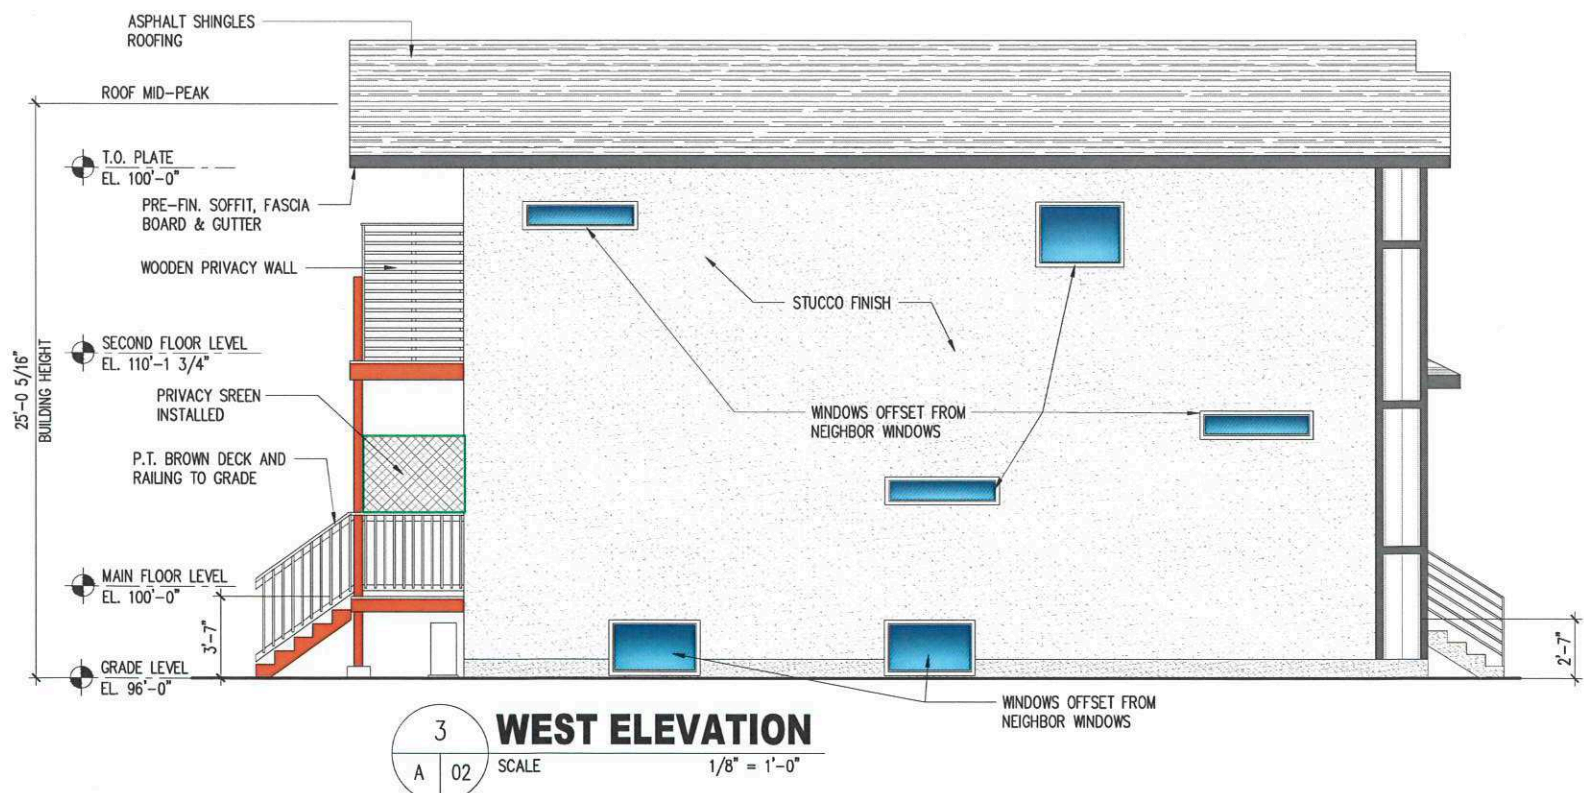 ASPHALT SHINGLES
ROOFING
ROOF MID-PEAK
T.O. PLATE
EL. 100'-0"
PRE-FIN. SOFFIT, FASCIA
BOARD & GUTTER
WOODEN PRIVACY WALL
STUCCO FINISH
SECOND FLOOR LEVEL
EL. 110'-1 3/4"
25'-0 5/16"
BUILDING HEIGHT
PRIVACY SREEN
INSTALLED
WINDOWS OFFSET FROM
NEIGHBOR WINDOWS
P.T. BROWN DECK AND
RAILING TO GRADE
MAIN FLOOR LEVEL
EL. 100'-0"
3'-7"
2'-7"
GRADE LEVEL
EL. 96'-0"
WINDOWS OFFSET FROM
NEIGHBOR WINDOWS
3
A 02
WEST ELEVATION
SCALE 1/8" = 1'-0"